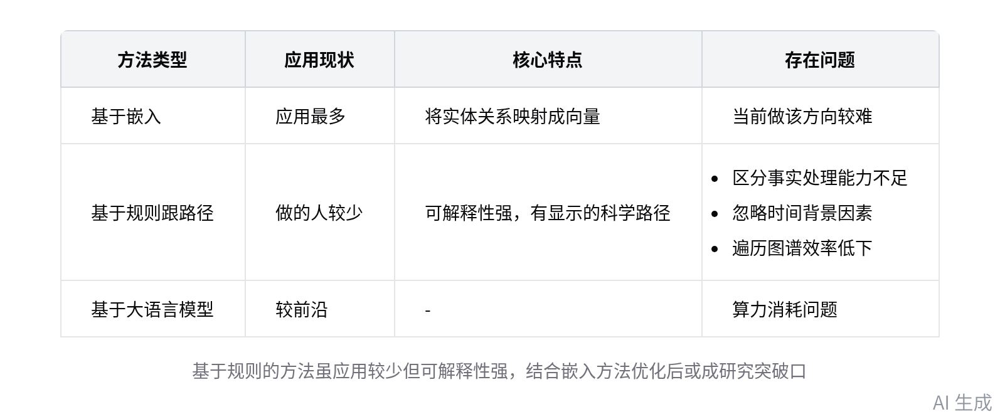 方法类型 应用现状 核心特点 存在问题
基于嵌入 应用最多 将实体关系映射成向量 当前做该方向较难
基于规则跟路径 做的人较少 可解释性强，有显示的科学路径 • 区分事实处理能力不足
• 忽略时间背景因素
• 遍历图谱效率低下
基于大语言模型 较前沿 - 算力消耗问题
基于规则的方法虽应用较少但可解释性强，结合嵌入方法优化后或成研究突破口
AI 生成